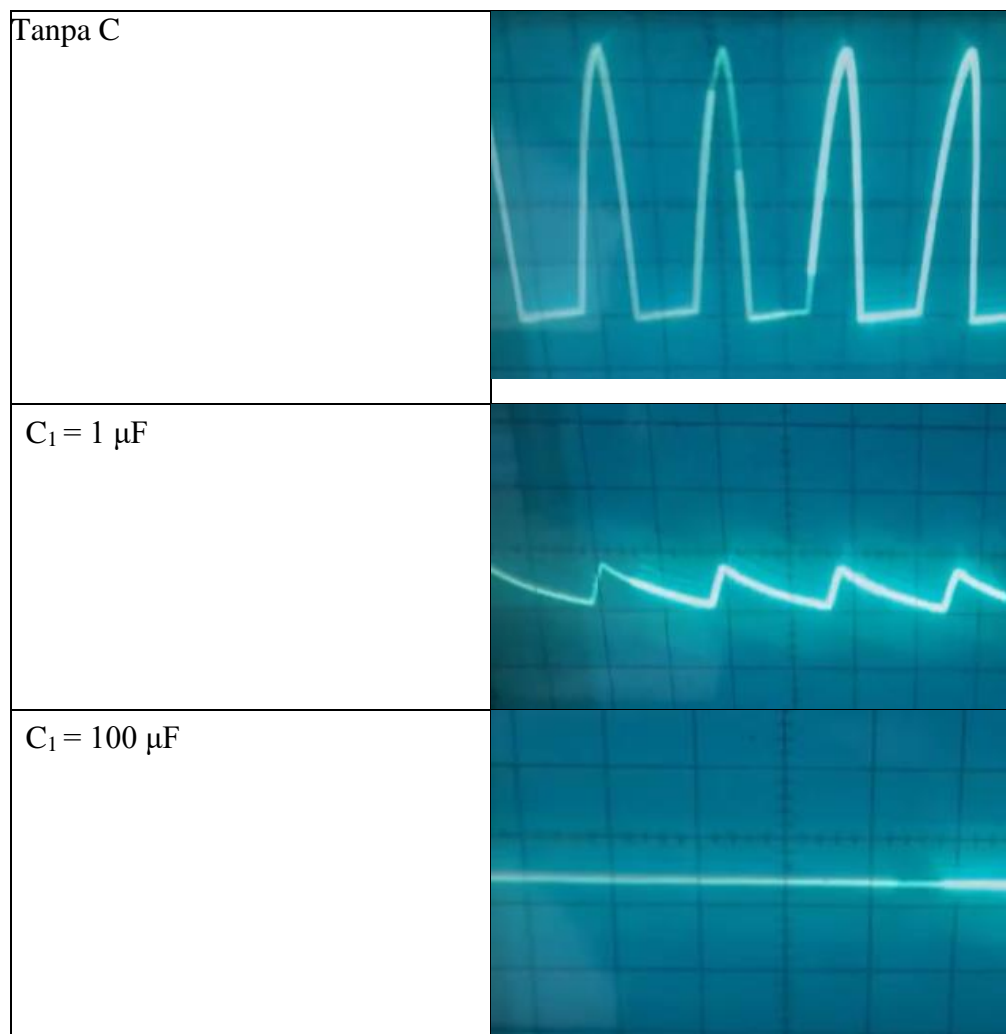 Tanpa C
C₁ = 1 μF
C₁ = 100 μF